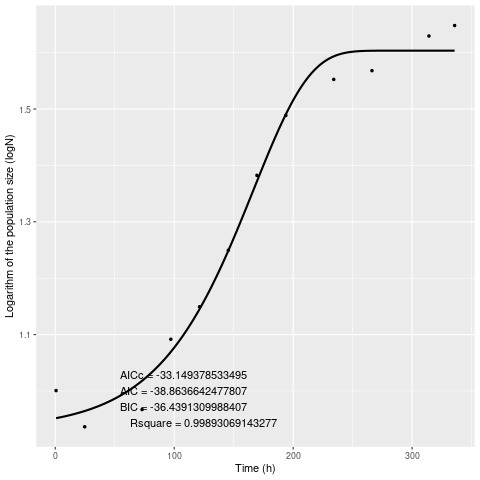 Logarithm of the population size (logN)
1.5
1.3
1.1
AICc = -33.149378533495
AIC = -38.8636642477807
BIC = -36.4391309988407
Rsquare = 0.99893069143277
0 100 200 300
Time (h)